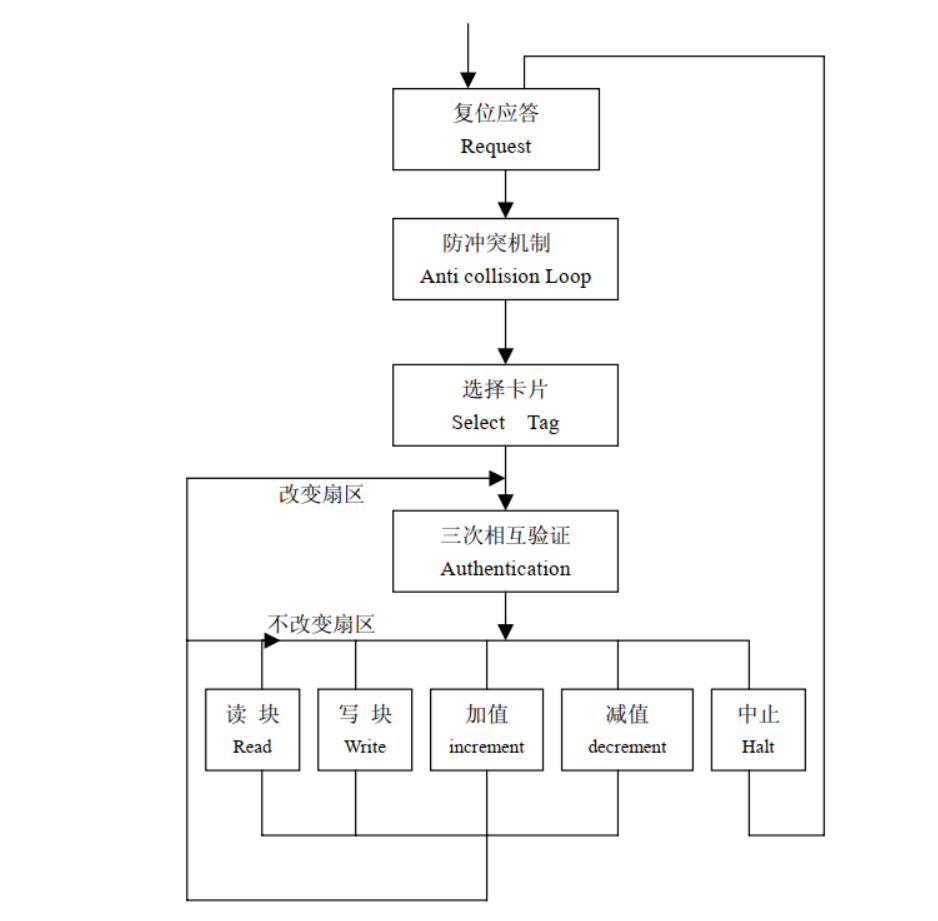 复位应答
Request
防冲突机制
Anti collision Loop
选择卡片
Select Tag
改变扇区
三次相互验证
Authentication
不改变扇区
读 块
Read
写 块
Write
加值
increment
减值
decrement
中止
Halt